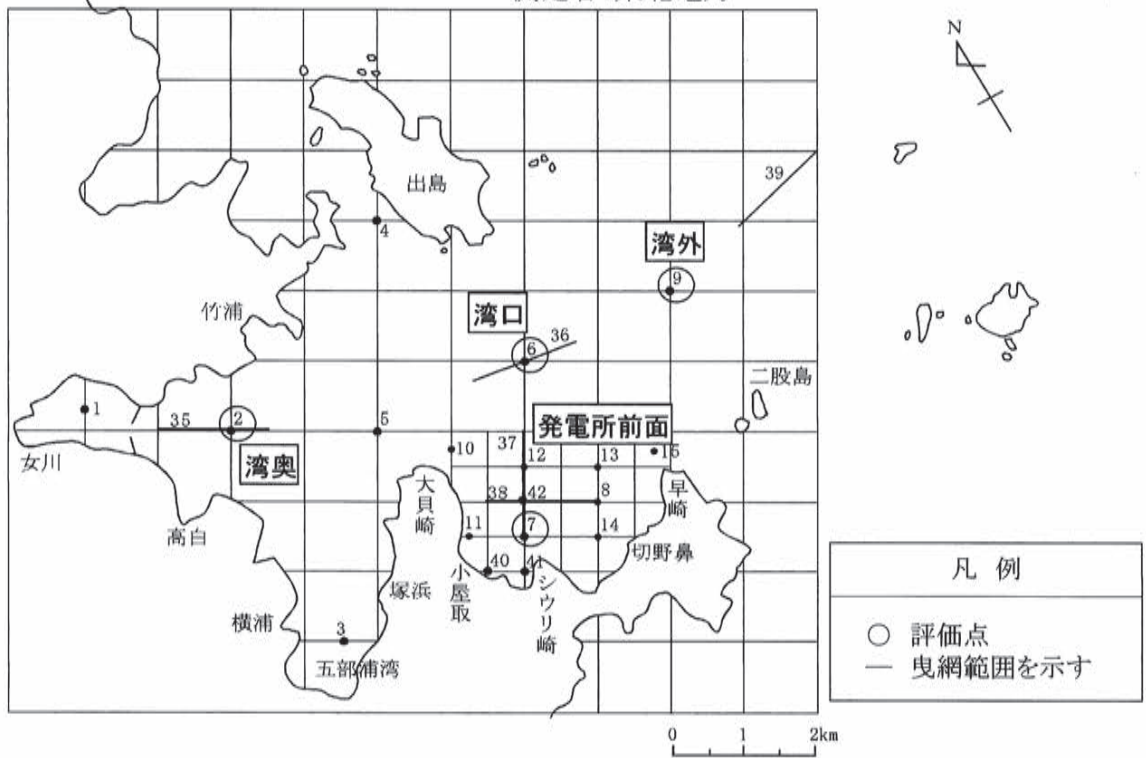 N
出島
39
4
湾外
9
竹浦
湾口
36
6
二股島
1
35
2
5
発電所前面
37
10
12
13
15
女川
湾奥
大貝崎
38
42
8
早崎
高白
11
7
14
切野鼻
40
41
塚浜
小屋取
シウリ崎
横浦
3
五部浦湾
凡例
○ 評価点
― 曳網範囲を示す
0 1 2km